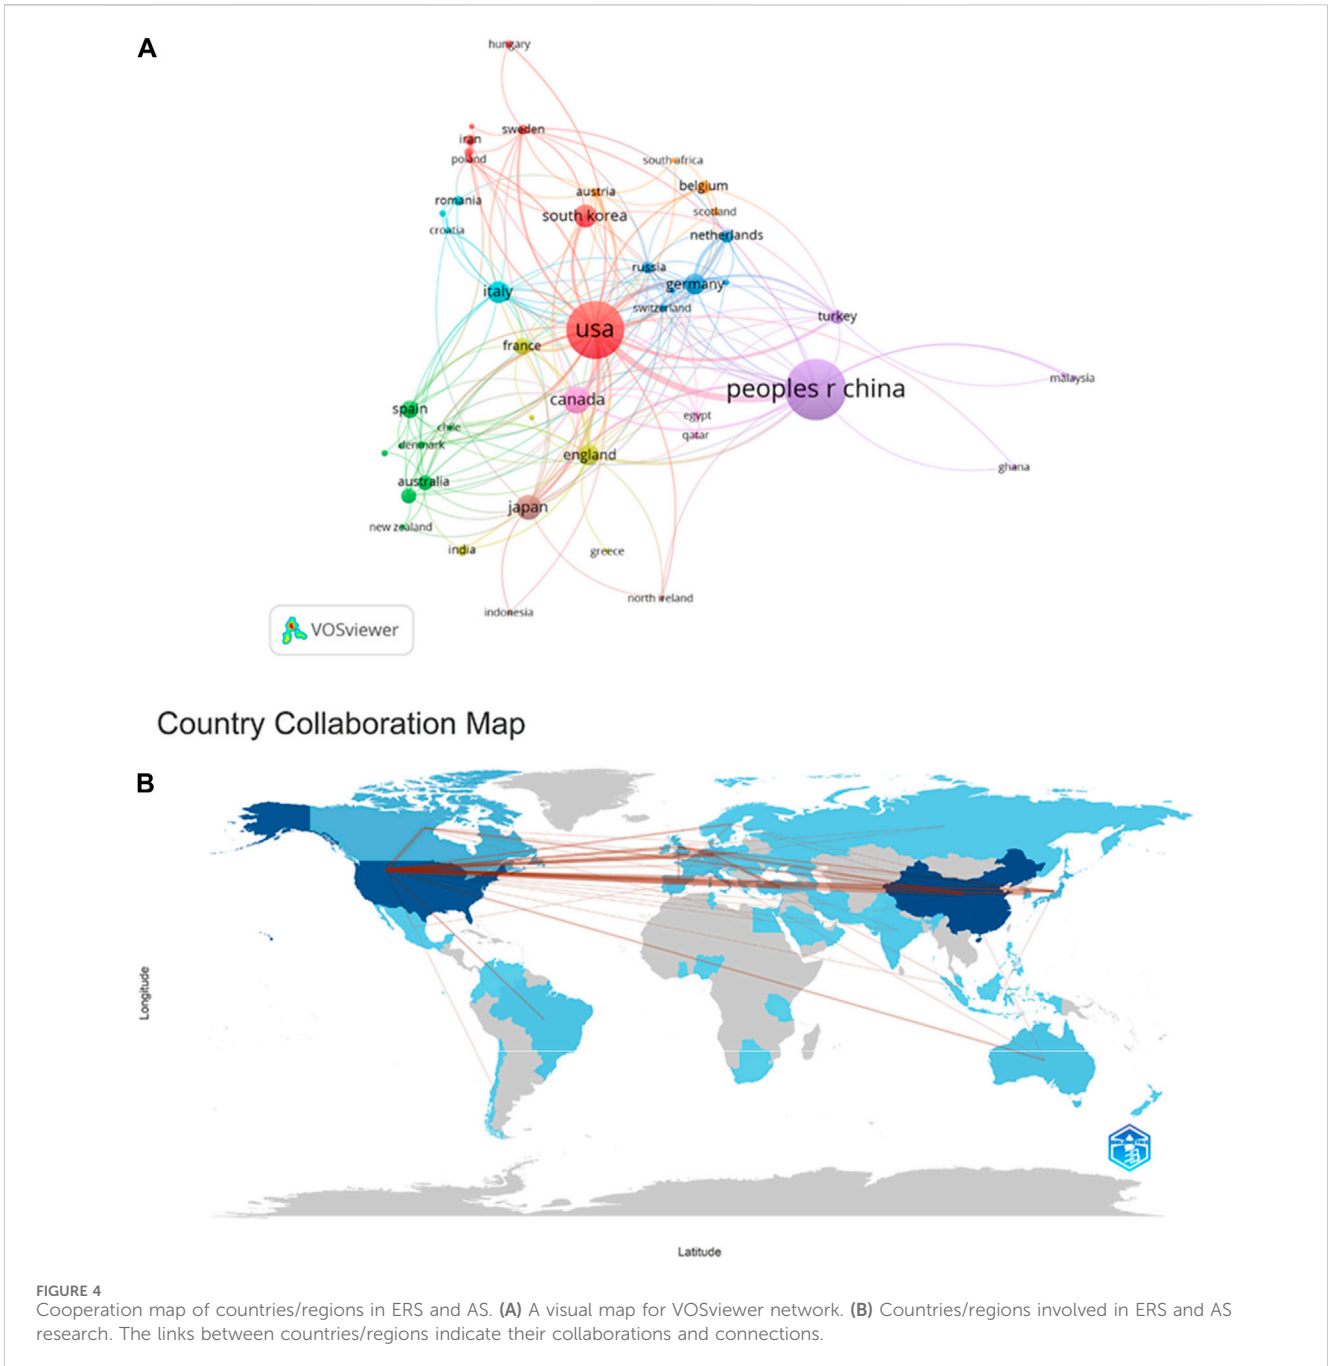 A
hungary
sweden
iran
poland
south africa
belgium
austria
romania
scotland
south korea
croatia
netherlands
russia
germany
italy
switzerland
turkey
usa
france
malaysia
peoples r china
canada
spain
egypt
chile
qatar
denmark
england
ghana
australia
japan
new zealand
india
greece
north ireland
indonesia
VOSviewer
Country Collaboration Map
B
Longitude
Latitude
FIGURE 4
Cooperation map of countries/regions in ERS and AS. (A) A visual map for VOSviewer network. (B) Countries/regions involved in ERS and AS
research. The links between countries/regions indicate their collaborations and connections.